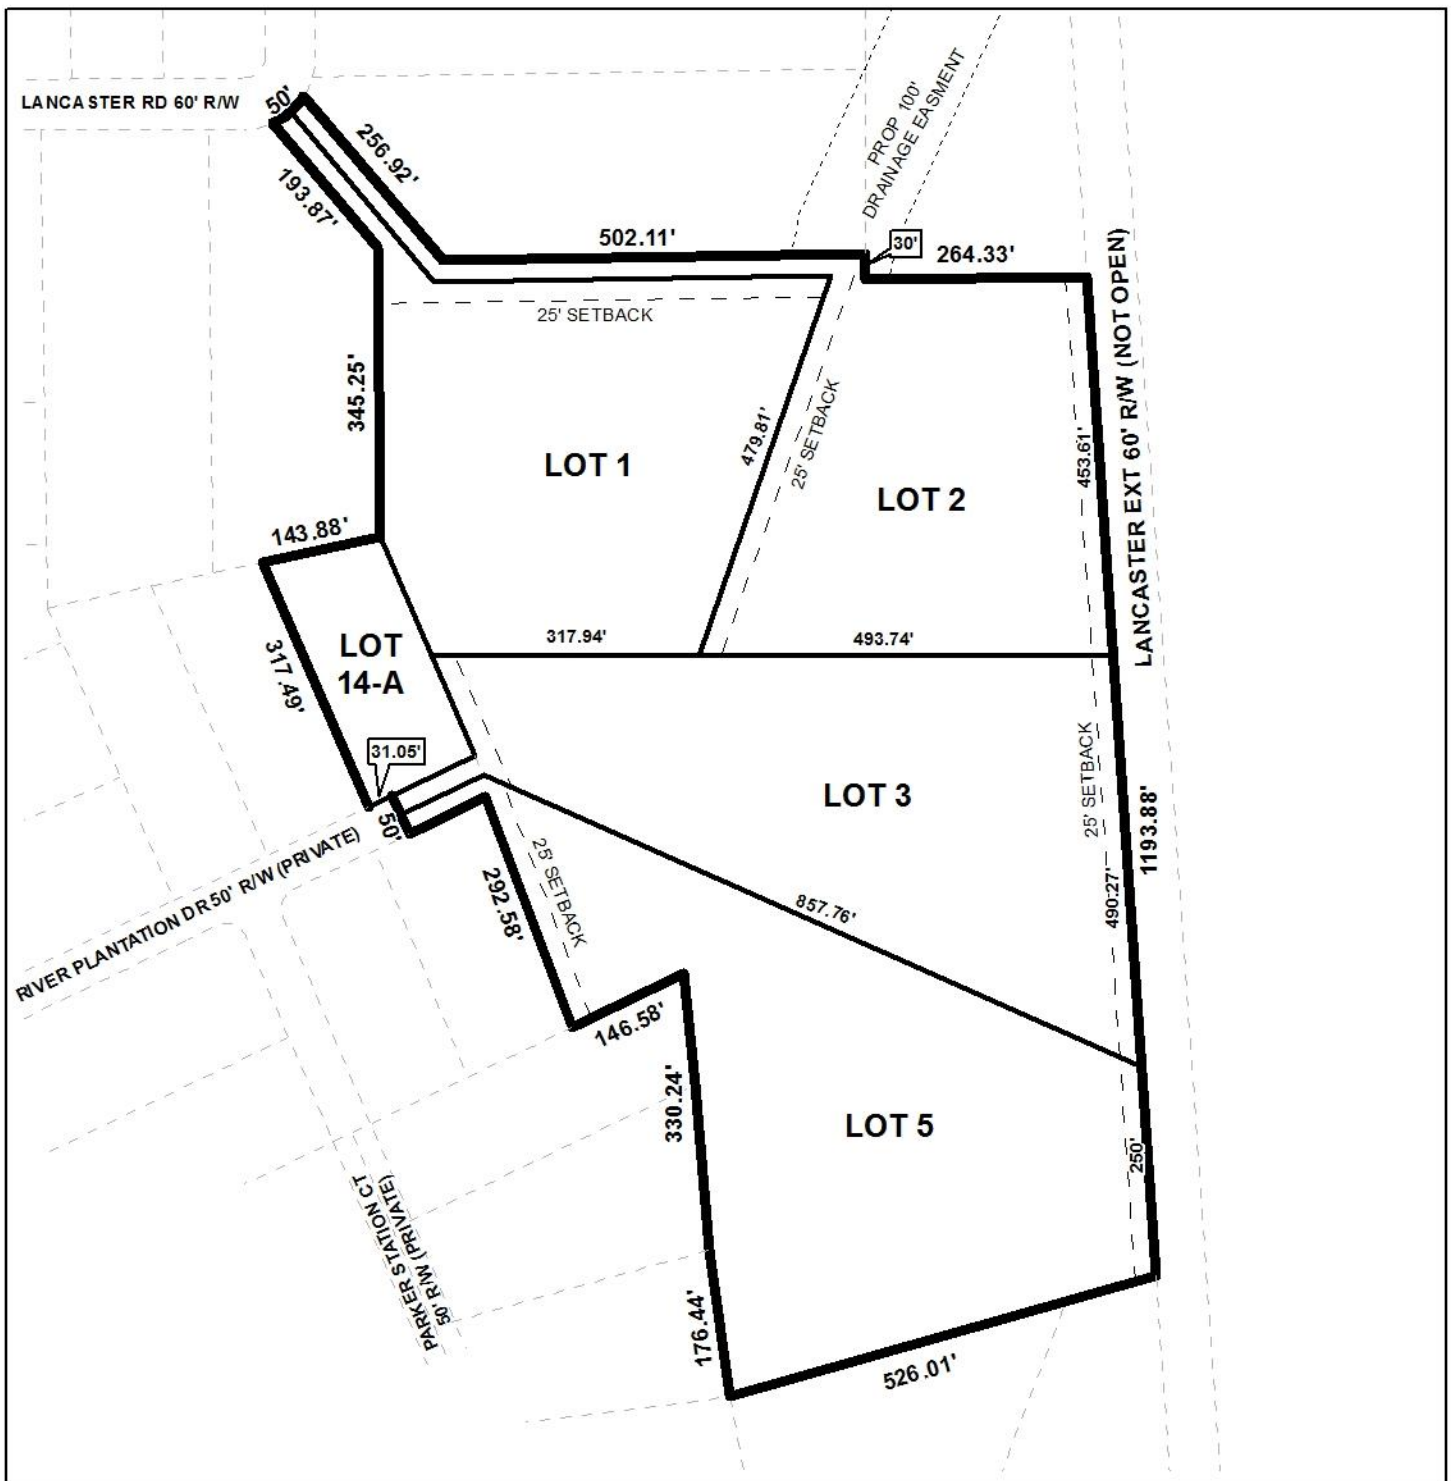 LANCASTER RD 60' R/W
50'
256.92'
193.87'
PROP 100'
DRAINAGE EASMENT
502.11'
30'
264.33'
25' SETBACK
LANCASTER EXT 60' R/W (NOT OPEN)
345.25'
479.81'
25' SETBACK
453.61'
LOT 1
LOT 2
143.88'
317.94'
493.74'
LOT
14-A
317.49'
31.05'
50'
25' SETBACK
LOT 3
1193.88'
RIVER PLANTATION DR 50' R/W (PRIVATE)
292.58'
25' SETBACK
857.76'
490.27'
146.58'
330.24'
LOT 5
250'
PARKER STATION CT
50' R/W (PRIVATE)
176.44'
526.01'